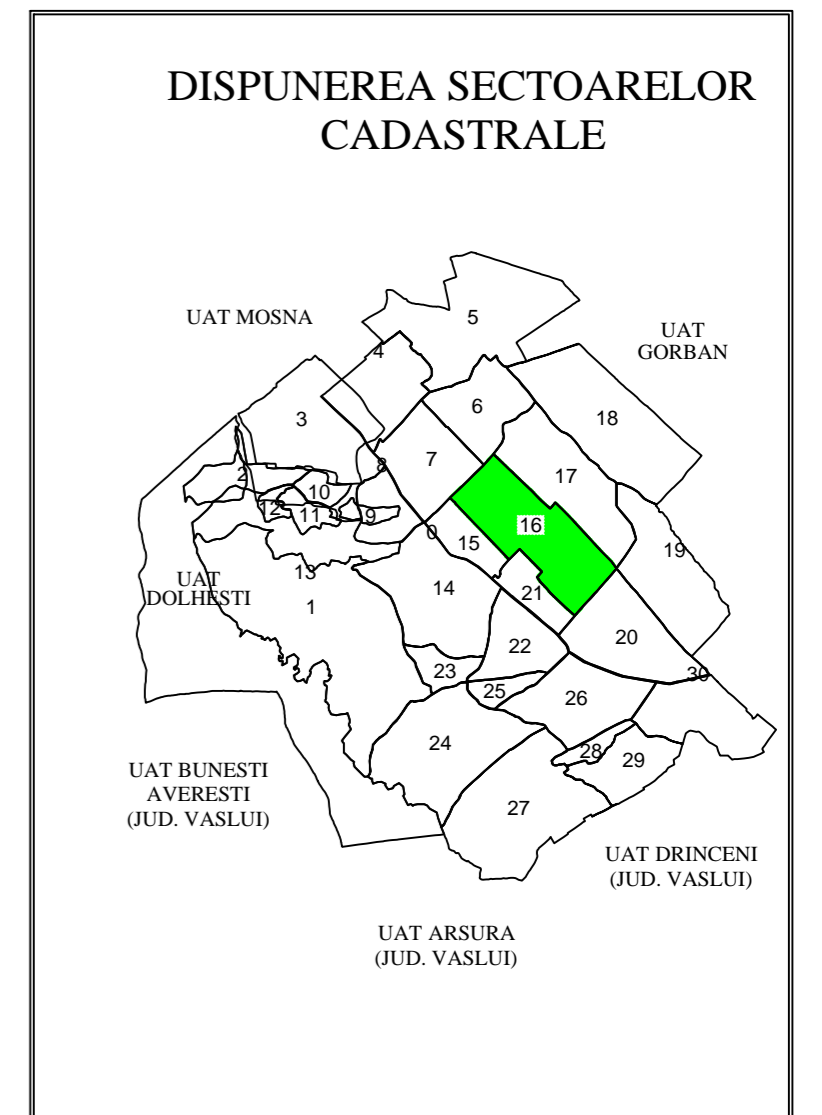 DISPUNEREA SECTOARELOR
CADASTRALE
UAT MOSNA
5
UAT
GORBAN
4
3
6
18
7
8
17
2
10
12
11
9
16
0
15
19
13
UAT
DOLHESTI
1
14
21
20
22
23
30
25
26
24
28
29
UAT BUNESTI
AVERESTI
(JUD. VASLUI)
27
UAT DRINCENI
(JUD. VASLUI)
UAT ARSURA
(JUD. VASLUI)